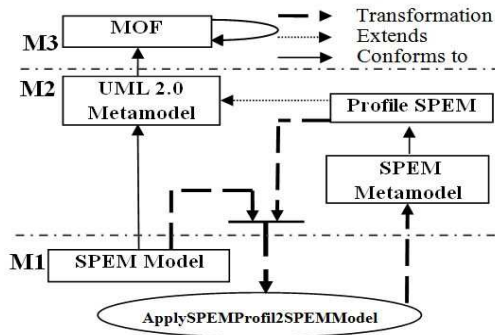 MOF
Transformation
Extends
Conforms to
M3
M2
UML 2.0
Metamodel
Profile SPEM
SPEM
Metamodel
M1
SPEM Model
ApplySPEMProfil2SPEMModel